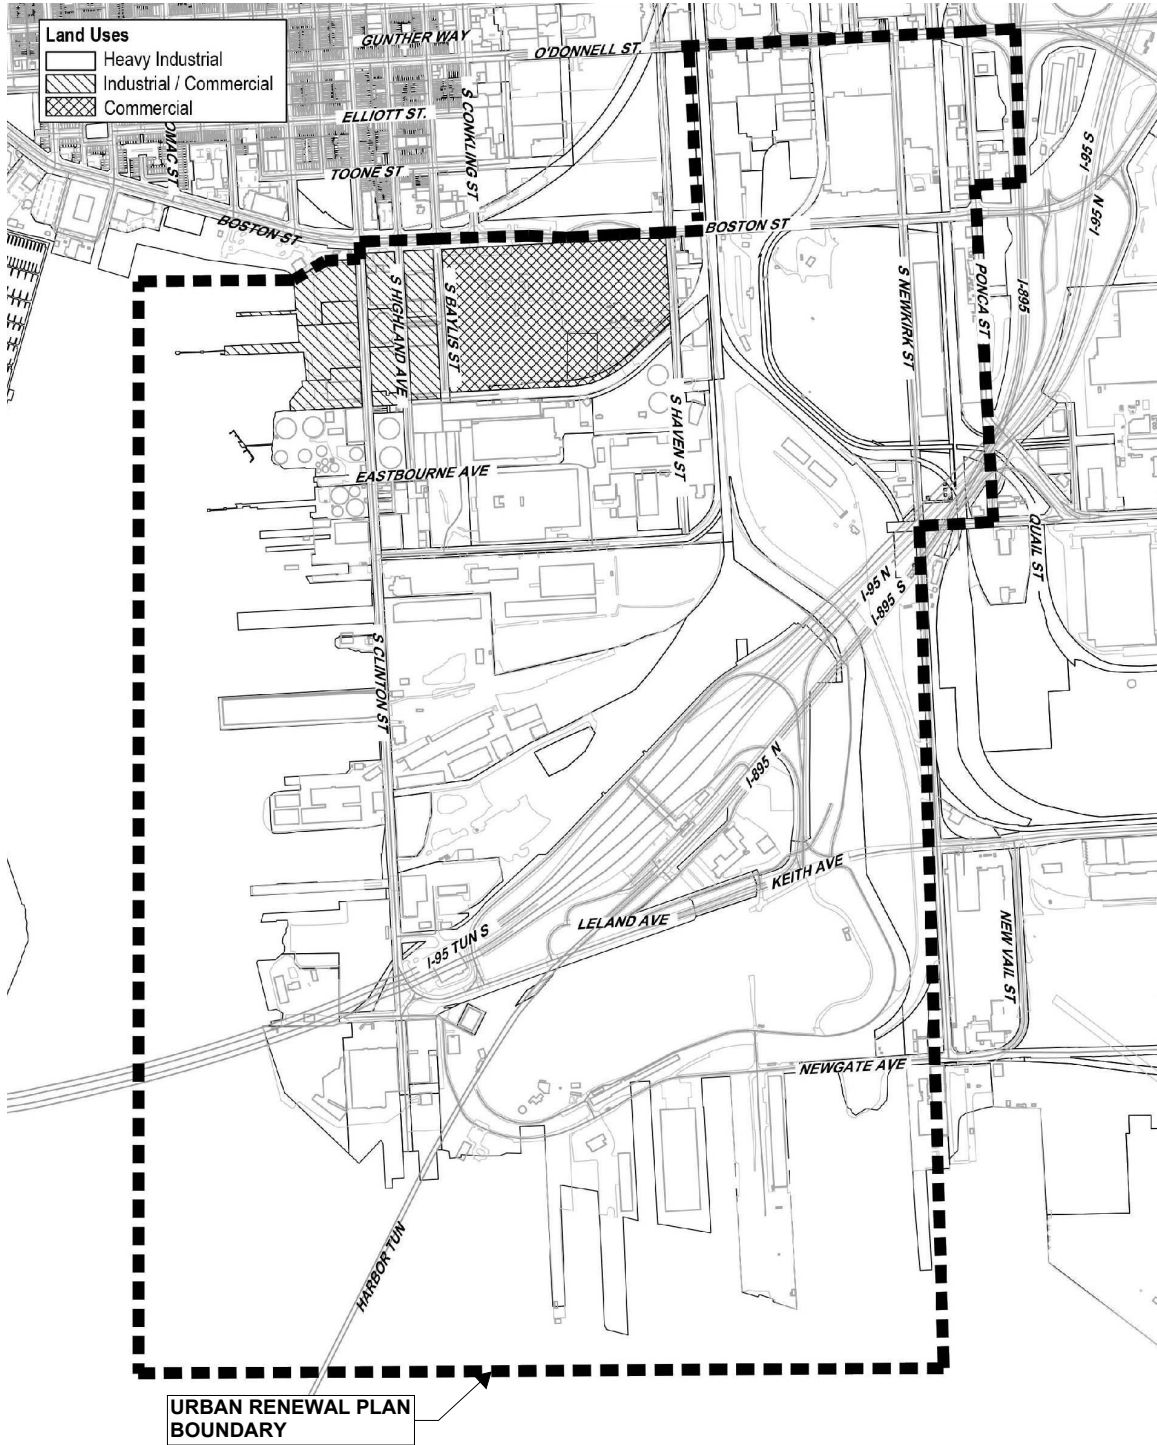 Land Uses
Heavy Industrial
Industrial / Commercial
Commercial
GUNTHER WAY
O'DONNELL ST.
S CONKLING ST
ELLIOTT ST.
OMAC ST
TOONE ST
I-95 S
I-95 N
BOSTON ST
BOSTON ST
S HIGHLAND AVE
S BAYLIS ST
S NEWKIRK ST
PONCA ST
I-895
S HAVEN ST
EASTBOURNE AVE
QUAIL ST
I-95 N
I-895 S
S CLINTON ST
I-895 N
KEITH AVE
LELAND AVE
I-95 TUN S
NEW VAIL ST
NEWGATE AVE
HARBOR TUN
URBAN RENEWAL PLAN
BOUNDARY